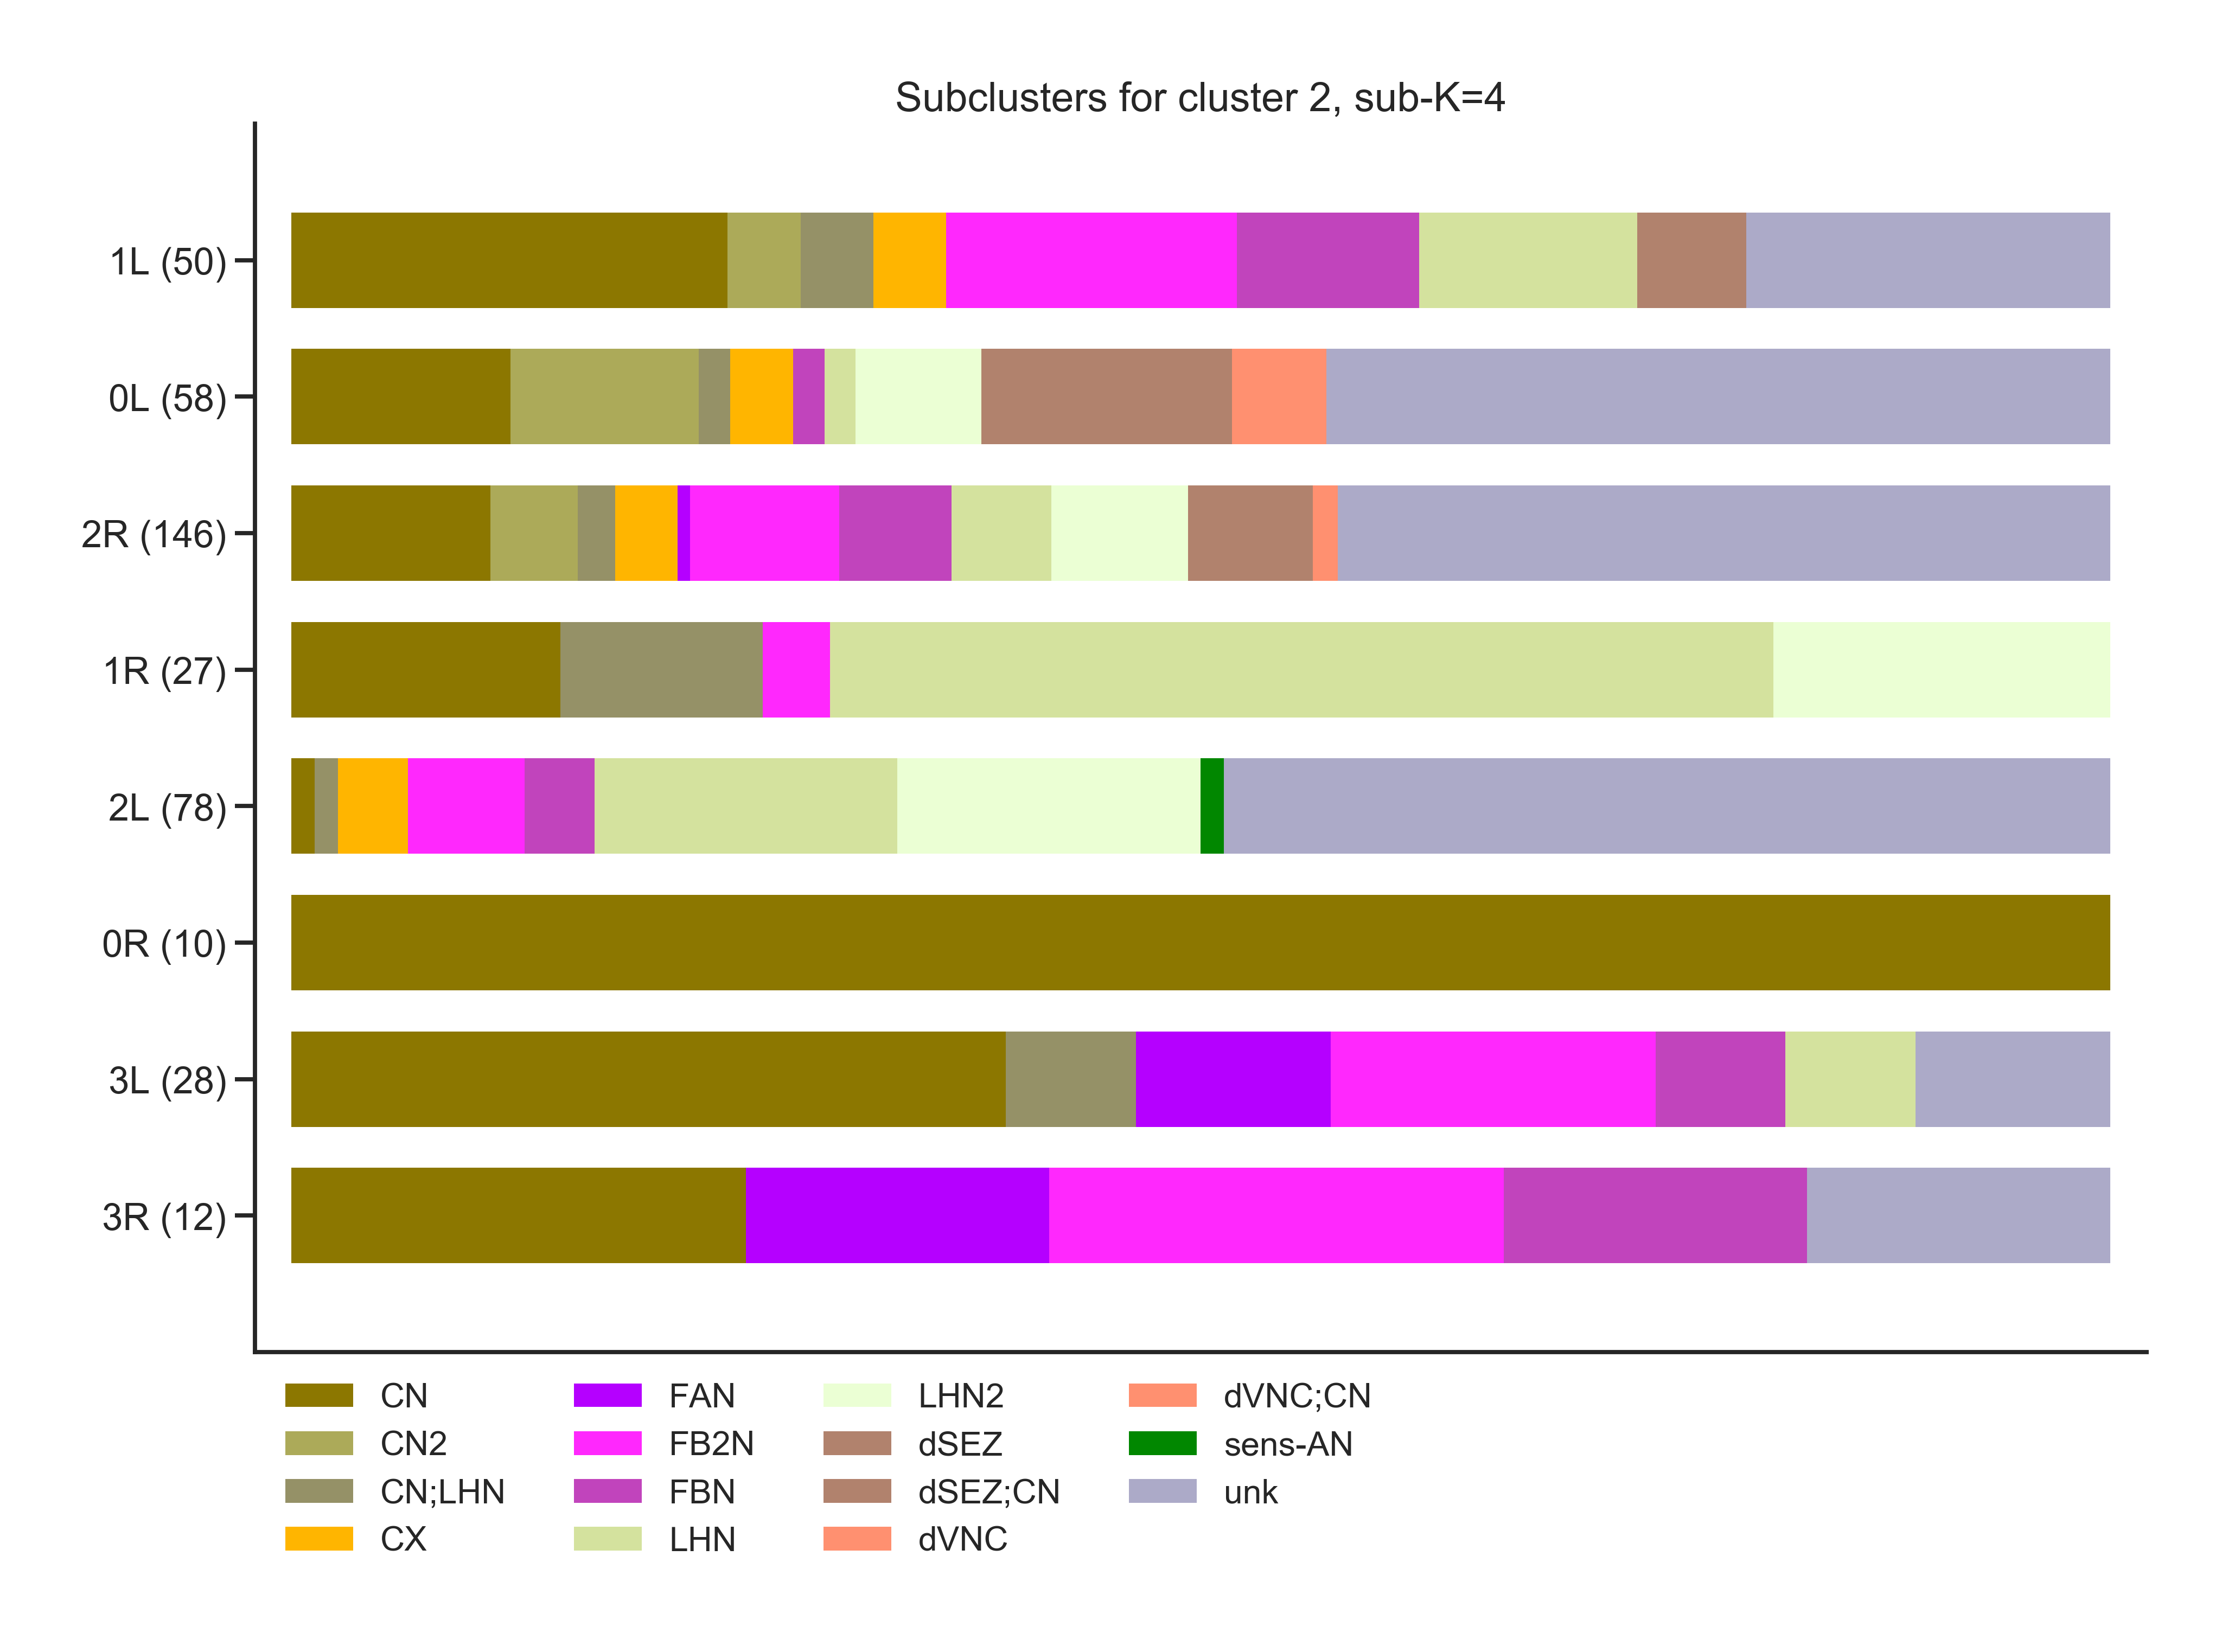 Subclusters for cluster 2, sub-K=4
1L (50)
0L (58)
2R (146)
1R (27)
2L (78)
0R (10)
3L (28)
3R (12)
CN
CN2
CN;LHN
CX
FAN
FB2N
FBN
LHN
LHN2
dSEZ
dSEZ;CN
dVNC
dVNC;CN
sens-AN
unk